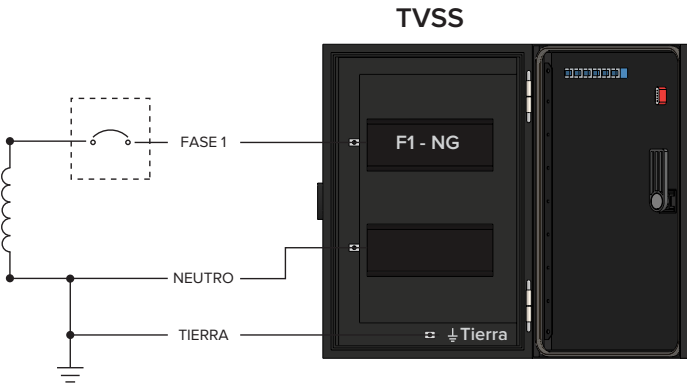 TVSS
FASE 1
F1 - NG
NEUTRO
TIERRA
Tierra